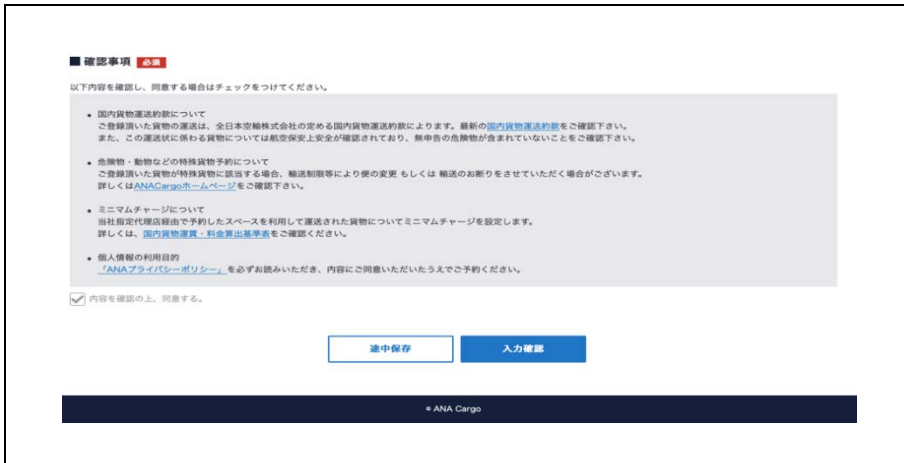 ■ 確認事項 必須
以下内容を確認し、同意する場合はチェックをつけてください。
• 国内貨物運送約款について
ご登録頂いた貨物の運送は、全日本空輸株式会社の定める国内貨物運送約款によります。最新の国内貨物運送約款をご確認下さい。
また、この運送状に係わる貨物については航空保安上安全が確認されており、無申告の危険物が含まれていないことをご確認下さい。
• 危険物・動物などの特殊貨物予約について
ご登録頂いた貨物が特殊貨物に該当する場合、輸送制限等により便の変更 もしくは 輸送のお断りをさせていただく場合がございます。
詳しくはANACargoホームページをご確認下さい。
• ミニマムチャージについて
当社指定代理店経由で予約したスペースを利用して運送された貨物についてミニマムチャージを設定します。
詳しくは、国内貨物運賃・料金算出基準表をご確認ください。
• 個人情報の利用目的
「ANAプライバシーポリシー」を必ずお読みいただき、内容にご同意いただいたうえでご予約ください。
内容を確認の上、同意する。
途中保存 入力確認
© ANA Cargo